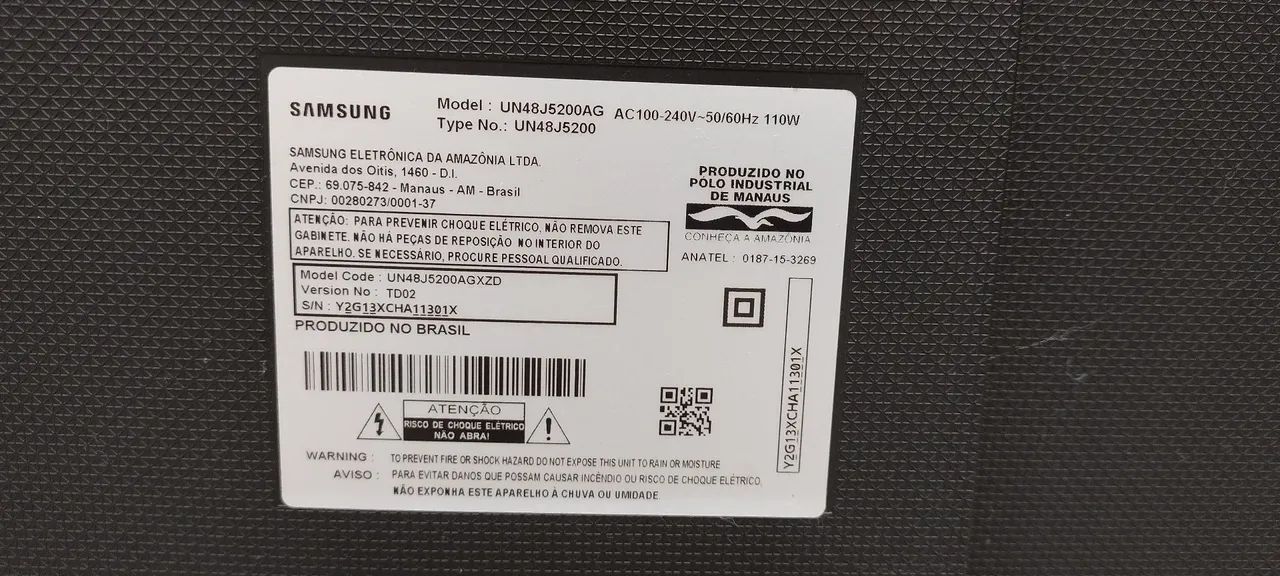 SAMSUNG
Model : UN48J5200AG AC100-240V~50/60Hz 110W
Type No.: UN48J5200
SAMSUNG ELETRÔNICA DA AMAZÔNIA LTDA.
Avenida dos Oitis, 1460 - D.I.
CEP.: 69.075-842 - Manaus - AM - Brasil
CNPJ: 00280273/0001-37
PRODUZIDO NO
PÓLO INDUSTRIAL
DE MANAUS
CONHEÇA A AMAZÔNIA
ANATEL : 0187-15-3269
ATENÇÃO: PARA PREVENIR CHOQUE ELÉTRICO, NÃO REMOVA ESTE
GABINETE. NÃO HÁ PEÇAS DE REPOSIÇÃO NO INTERIOR DO
APARELHO. SE NECESSÁRIO, PROCURE PESSOAL QUALIFICADO.
Model Code : UN48J5200AGXZD
Version No : TD02
S/N : Y2G13XCHA11301X
PRODUZIDO NO BRASIL
Y2G13XCHA11301X
ATENÇÃO
RISCO DE CHOQUE ELÉTRICO
NÃO ABRA!
WARNING : TO PREVENT FIRE OR SHOCK HAZARD DO NOT EXPOSE THIS UNIT TO RAIN OR MOISTURE
AVISO : PARA EVITAR DANOS QUE POSSAM CAUSAR INCÊNDIO OU RISCO DE CHOQUE ELÉTRICO,
NÃO EXPONHA ESTE APARELHO À CHUVA OU UMIDADE.